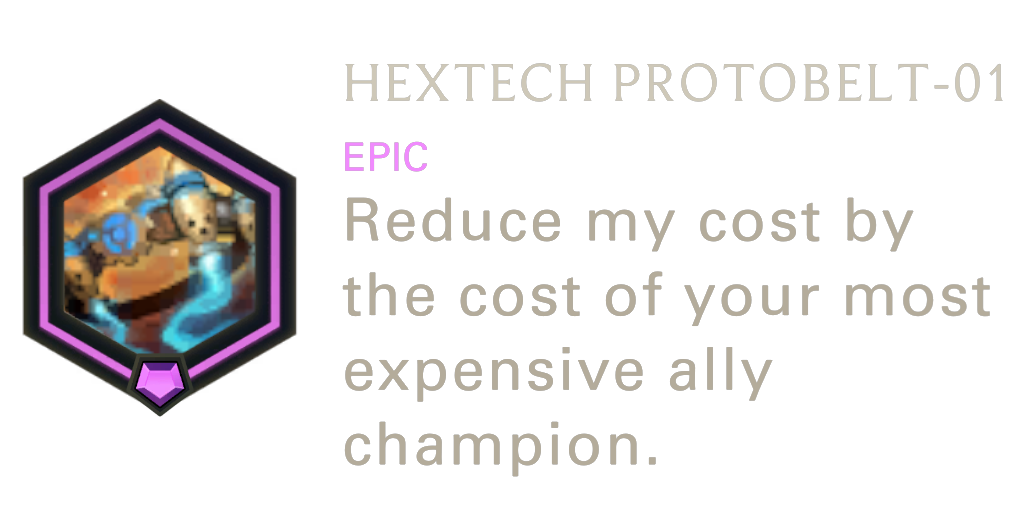 HEXTECH PROTOBELT-01
EPIC
Reduce my cost by
the cost of your most
expensive ally
champion.